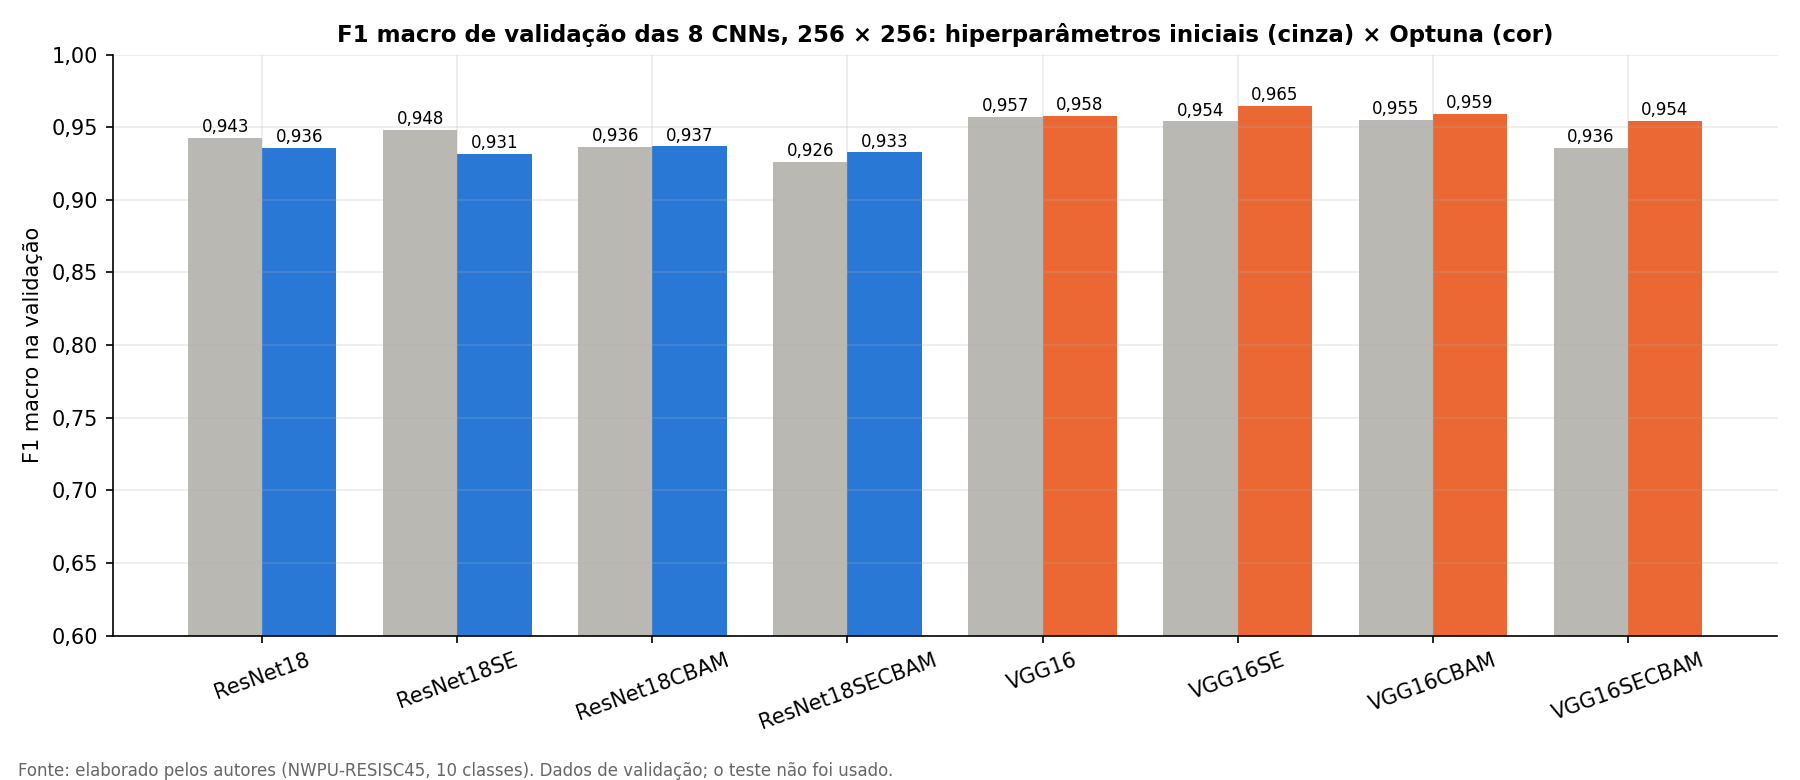 F1 macro de validação das 8 CNNs, 256 × 256: hiperparâmetros iniciais (cinza) × Optuna (cor)
F1 macro na validação
1,00
0,95
0,90
0,85
0,80
0,75
0,70
0,65
0,60
0,943
0,936
0,948
0,931
0,936
0,937
0,926
0,933
0,957
0,958
0,954
0,965
0,955
0,959
0,936
0,954
ResNet18
ResNet18SE
ResNet18CBAM
ResNet18SECBAM
VGG16
VGG16SE
VGG16CBAM
VGG16SECBAM
Fonte: elaborado pelos autores (NWPU-RESISC45, 10 classes). Dados de validação; o teste não foi usado.